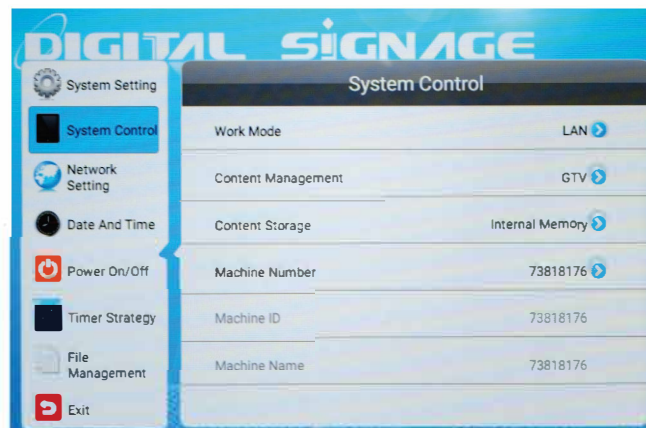 DIGITAL SIGNAGE
System Setting
System Control
Network
Setting
Date And Time
Power On/Off
Timer Strategy
File
Management
Exit
System Control
Work Mode LAN
Content Management GTV
Content Storage Internal Memory
Machine Number 73818176
Machine ID 73818176
Machine Name 73818176